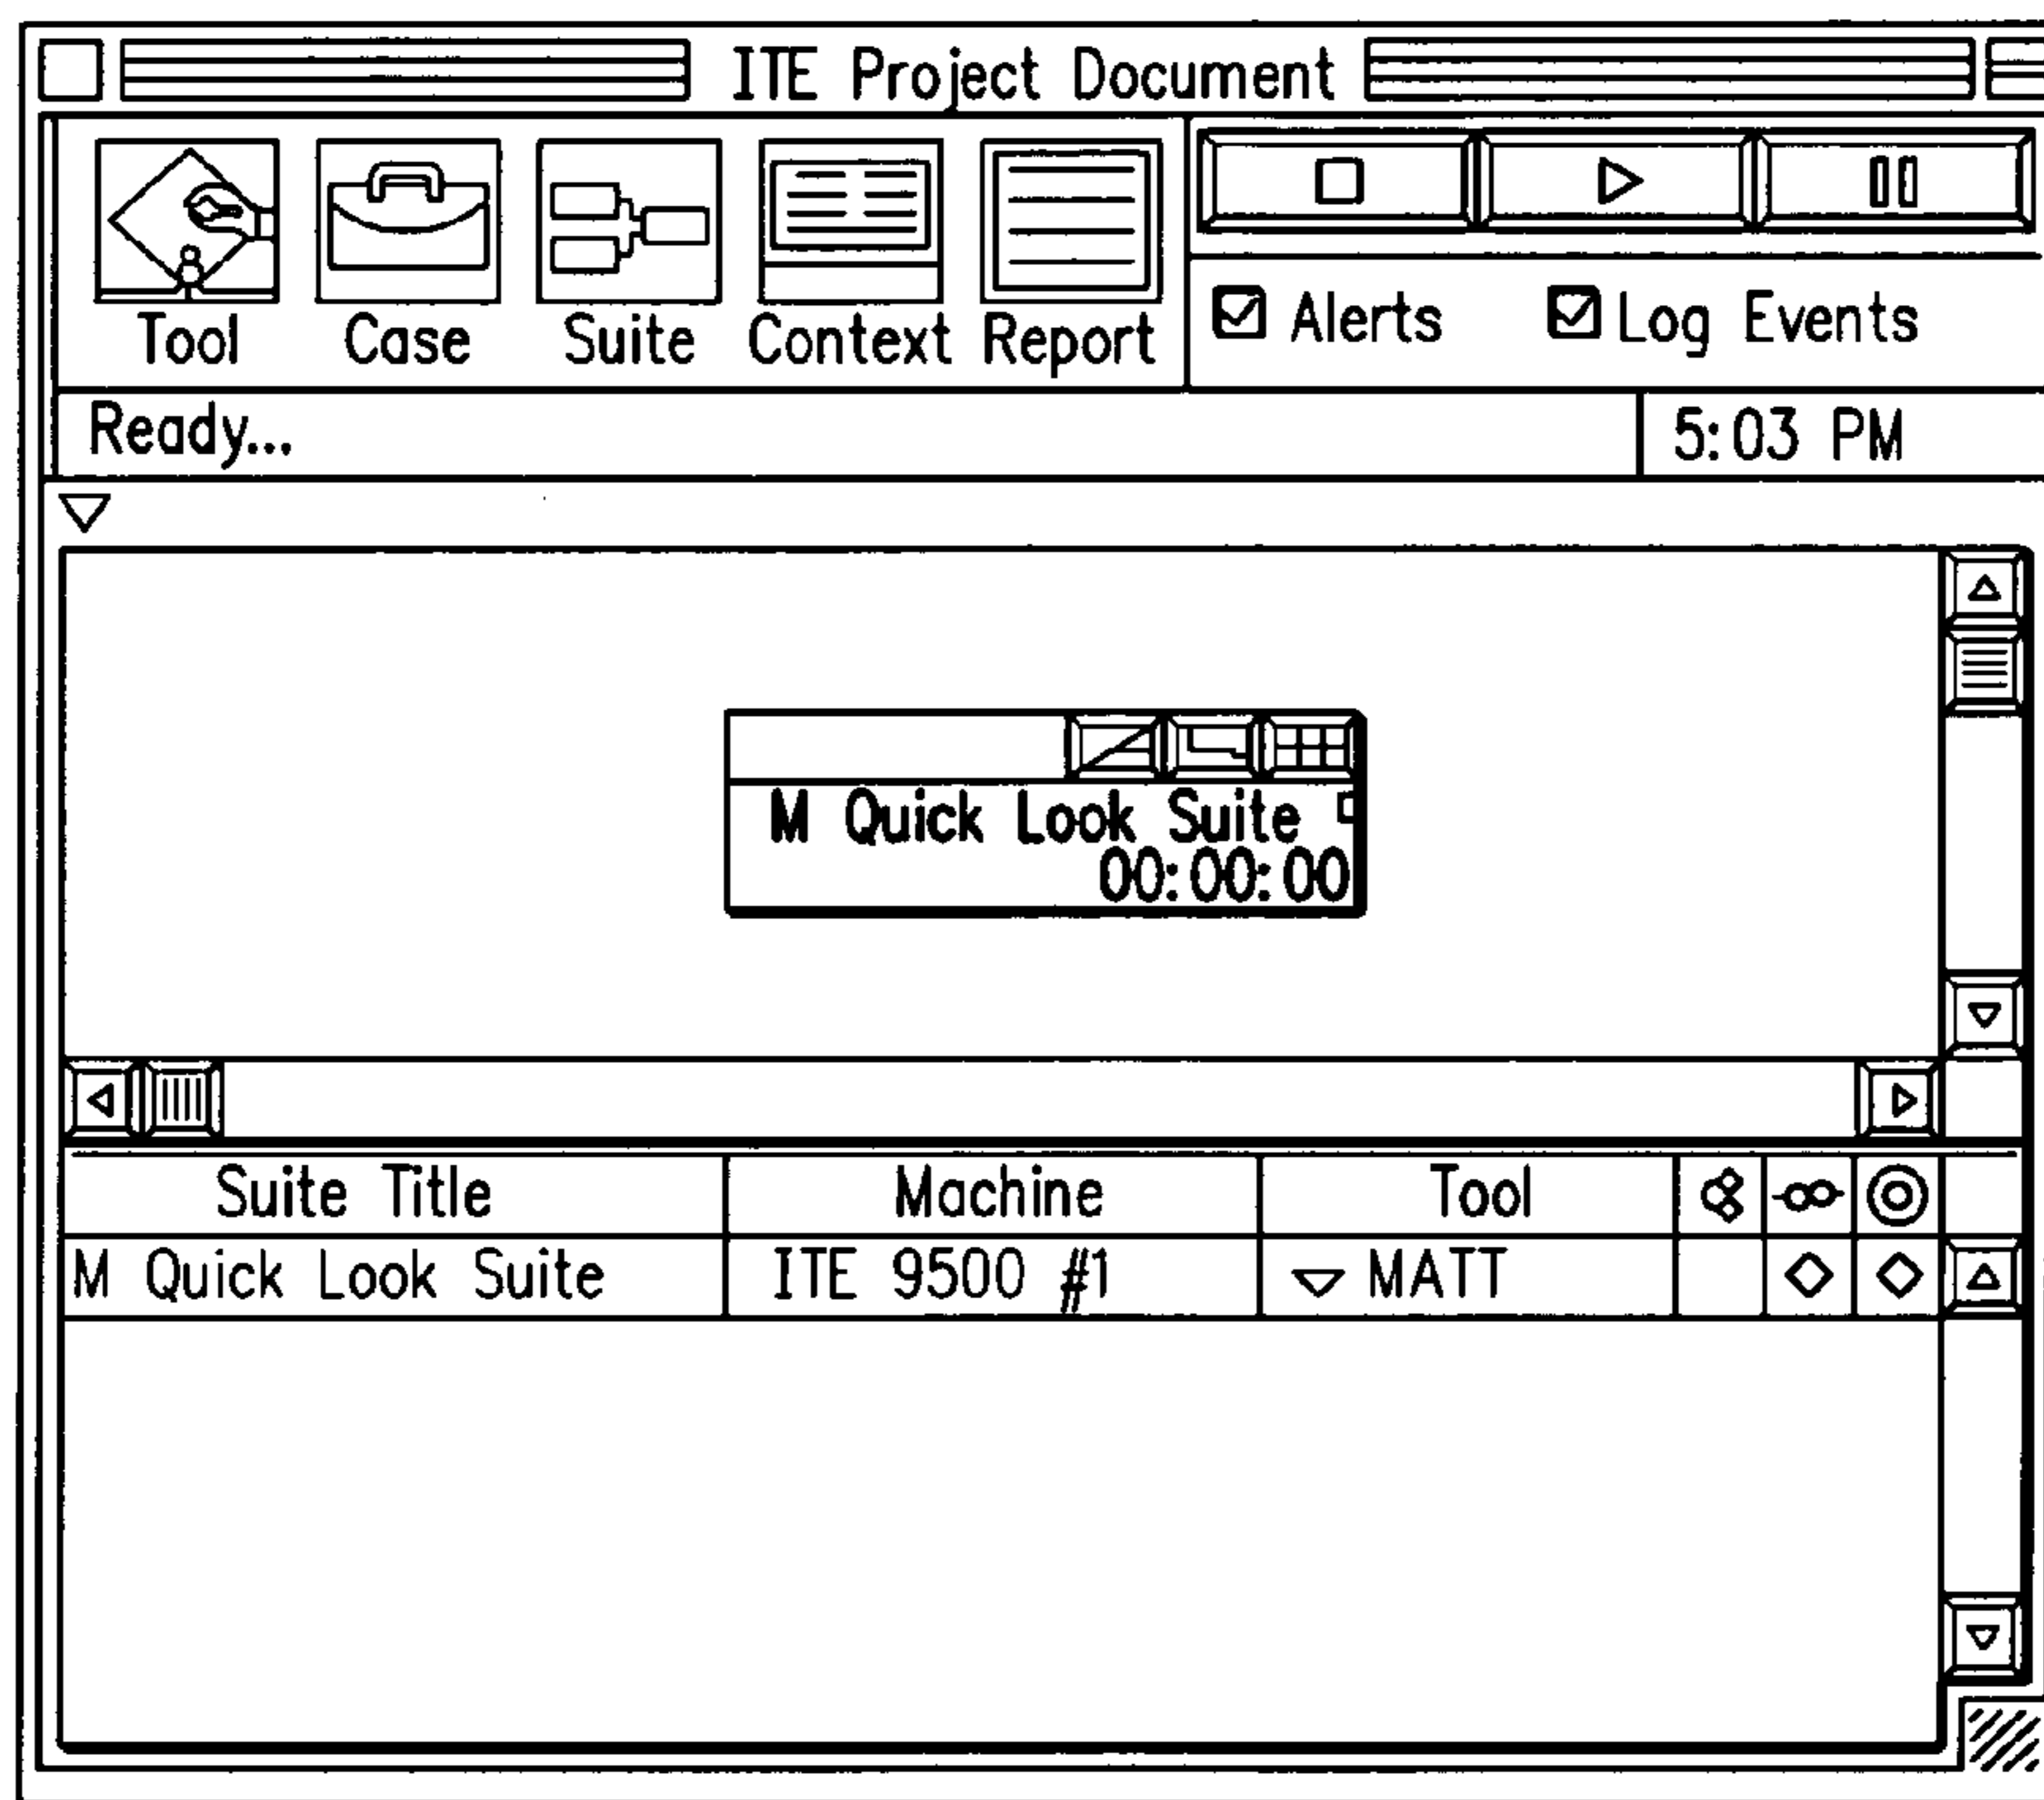 ITE Project Document
Tool Case Suite Context Report
Alerts Log Events
Ready... 5:03 PM
M Quick Look Suite
00:00:00
Suite Title Machine Tool
M Quick Look Suite ITE 9500 #1 MATT